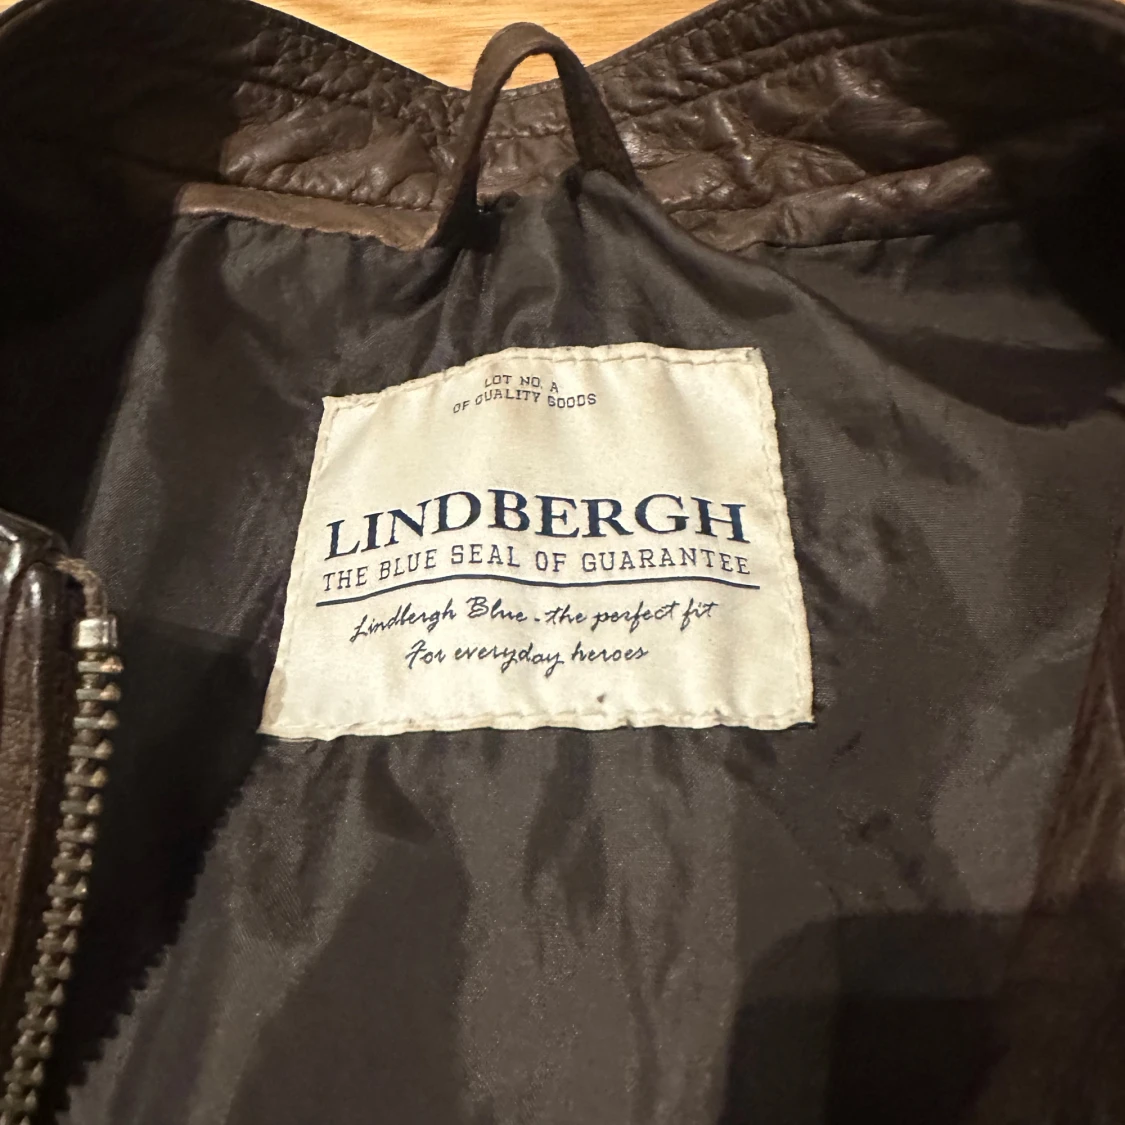 LOT NO. A
OF QUALITY GOODS
LINDBERGH
THE BLUE SEAL OF GUARANTEE
Lindbergh Blue - the perfect fit
For everyday heroes